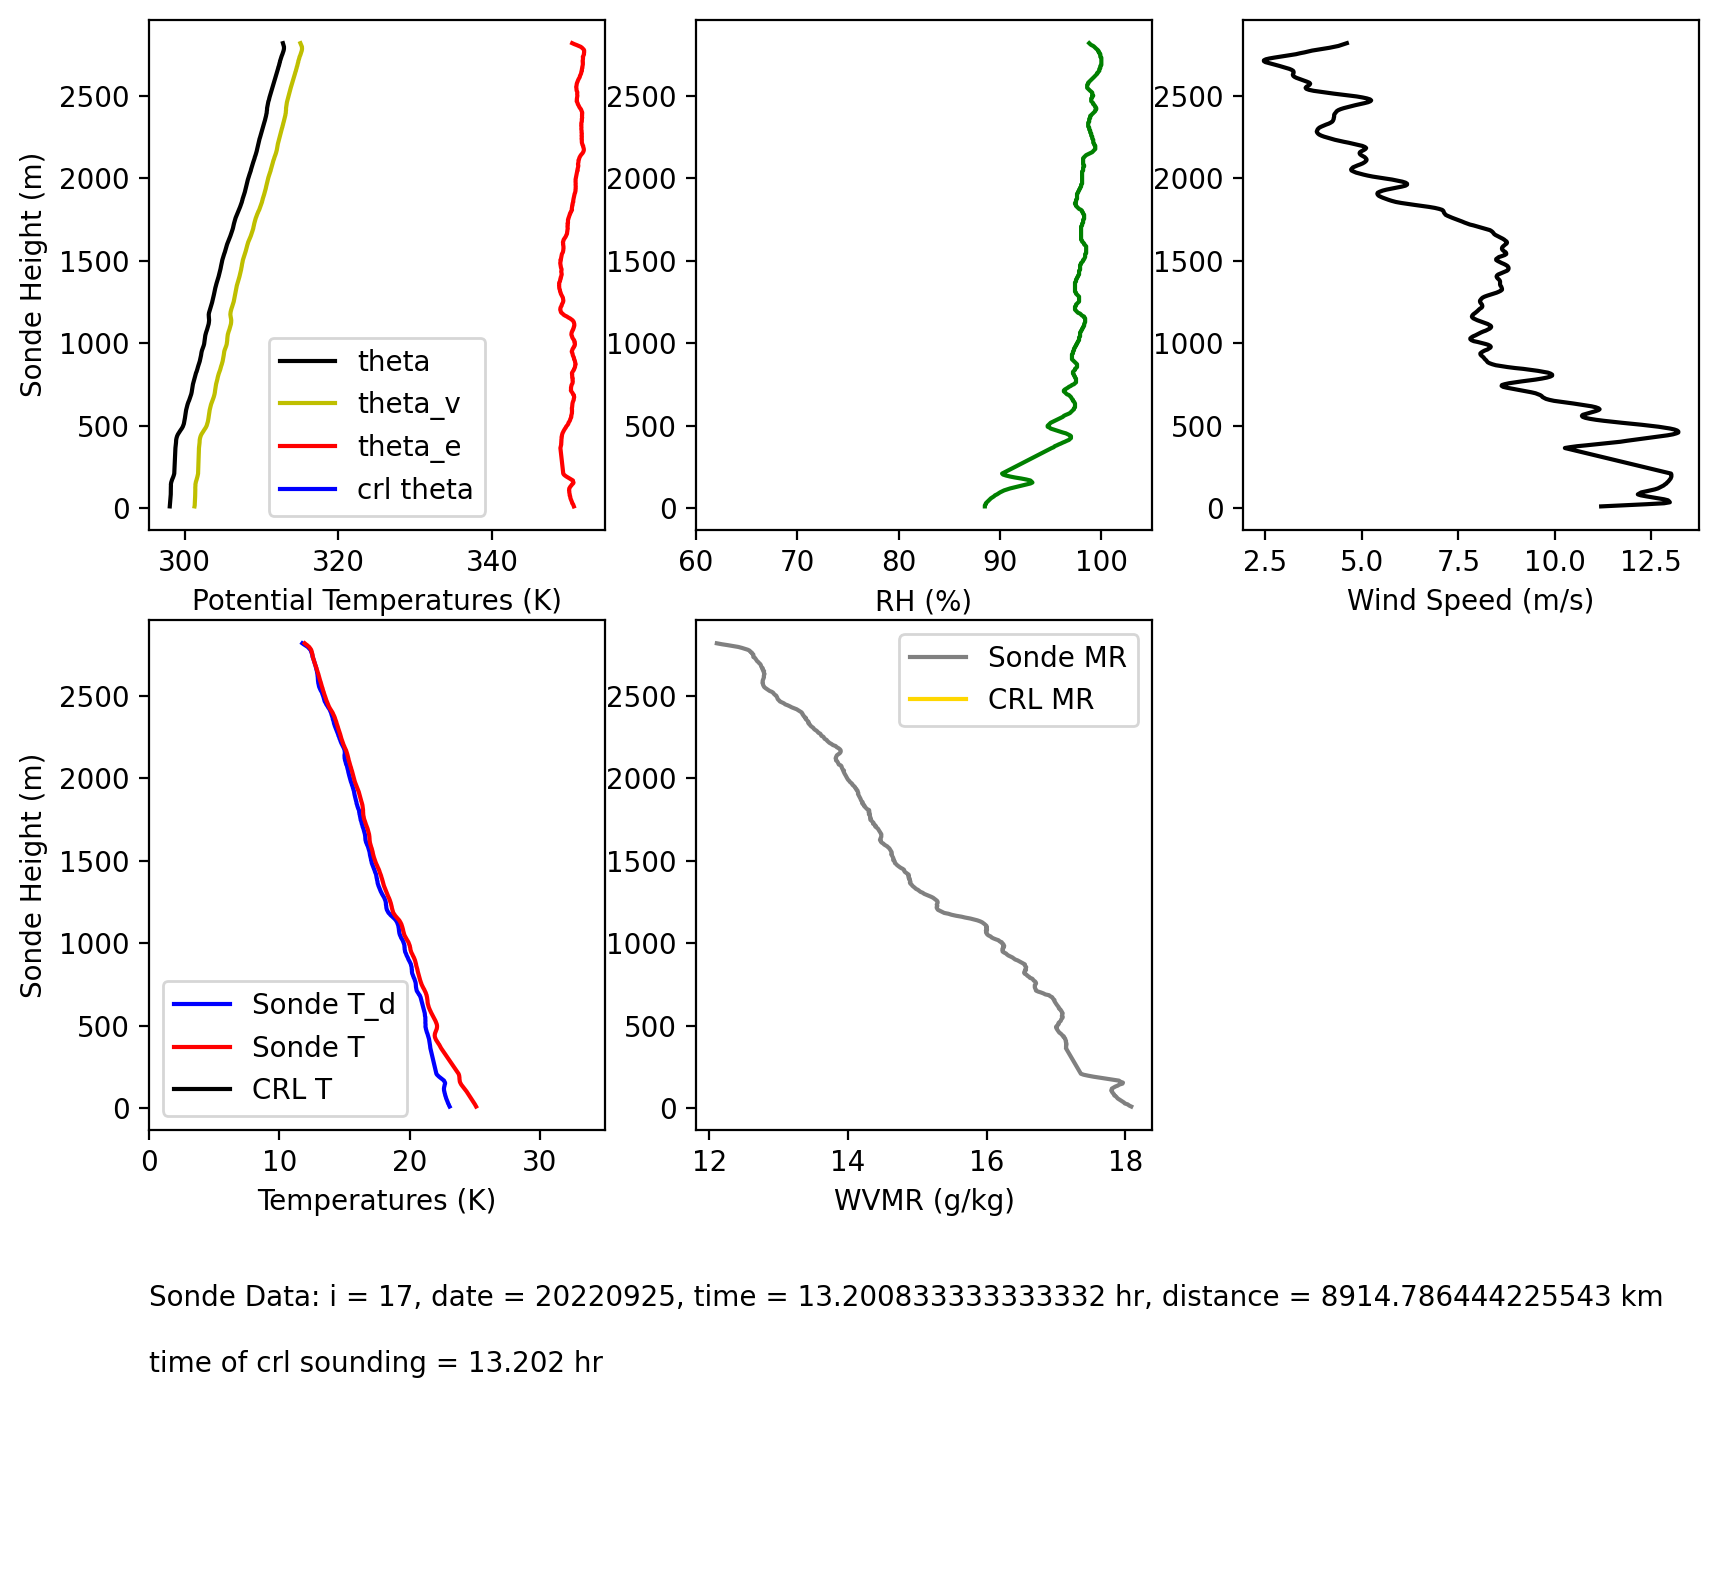 2500
2000
1500
1000
500
0
Sonde Height (m)
theta
theta_v
theta_e
crl theta
300 320 340
Potential Temperatures (K)
2500
2000
1500
1000
500
0
60 70 80 90 100
RH (%)
2500
2000
1500
1000
500
0
2.5 5.0 7.5 10.0 12.5
Wind Speed (m/s)
2500
2000
1500
1000
500
0
Sonde Height (m)
Sonde T_d
Sonde T
CRL T
0 10 20 30
Temperatures (K)
2500
2000
1500
1000
500
0
Sonde MR
CRL MR
12 14 16 18
WVMR (g/kg)
Sonde Data: i = 17, date = 20220925, time = 13.200833333333332 hr, distance = 8914.786444225543 km
time of crl sounding = 13.202 hr